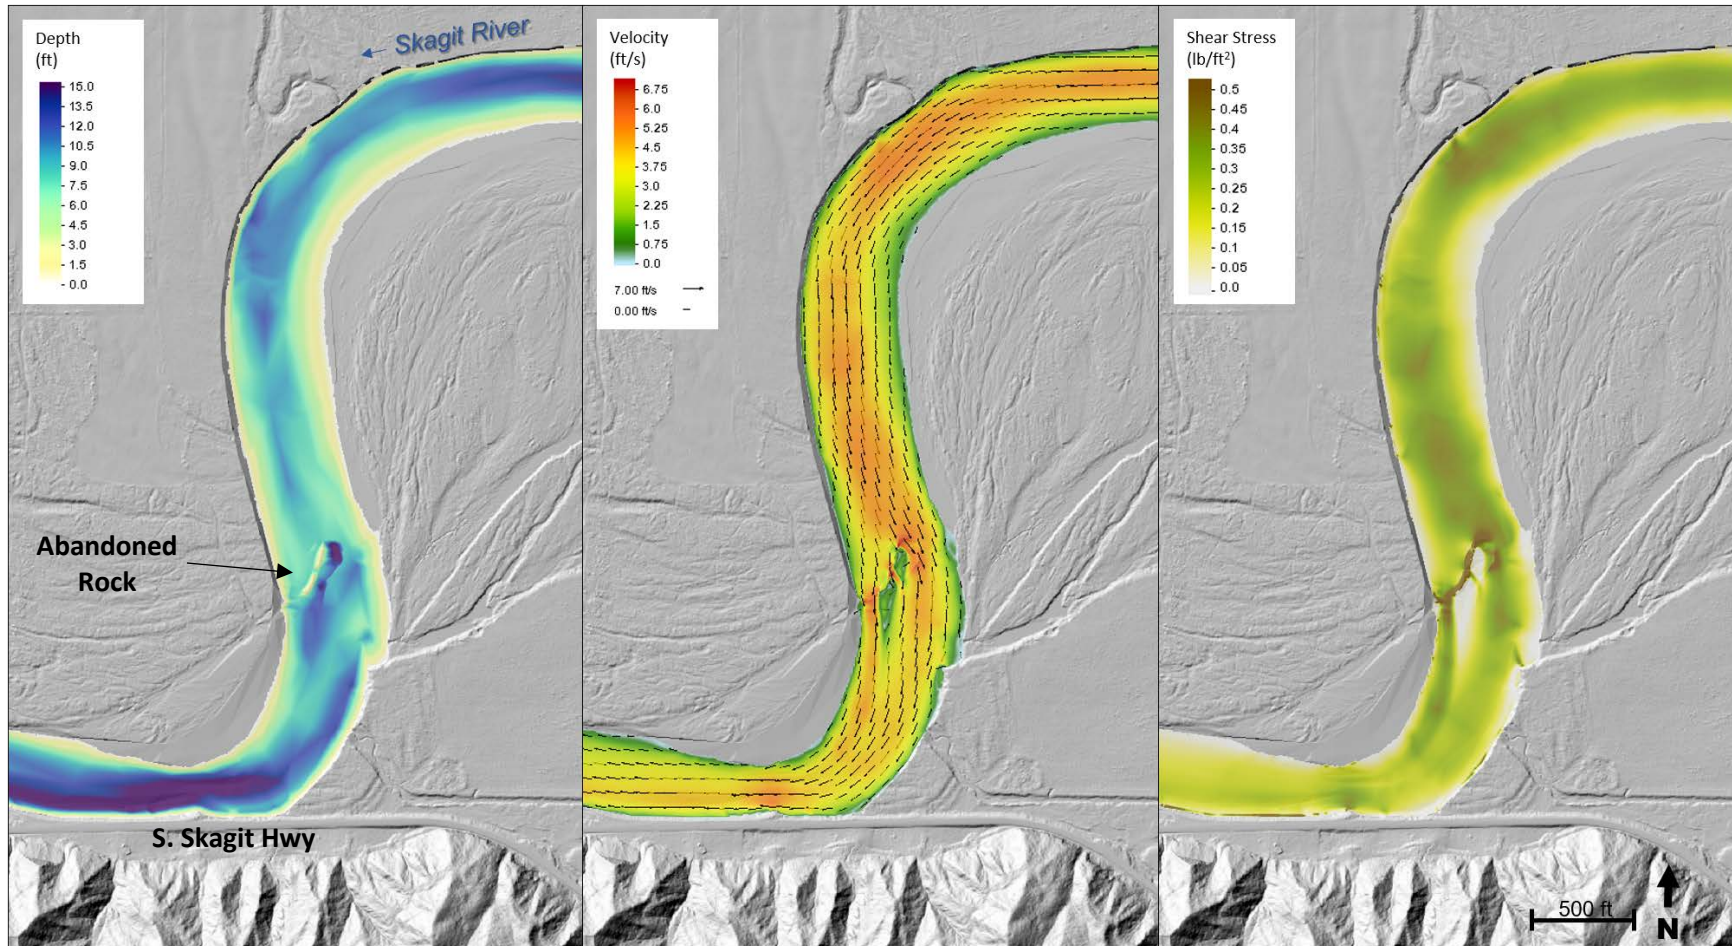 Depth
(ft)
15.0
13.5
12.0
10.5
9.0
7.5
6.0
4.5
3.0
1.5
0.0
Skagit River
Abandoned
Rock
S. Skagit Hwy
Velocity
(ft/s)
6.75
6.0
5.25
4.5
3.75
3.0
2.25
1.5
0.75
0.0
7.00 ft/s
0.00 ft/s
Shear Stress
(lb/ft²)
0.5
0.45
0.4
0.35
0.3
0.25
0.2
0.15
0.1
0.05
0.0
500 ft
N